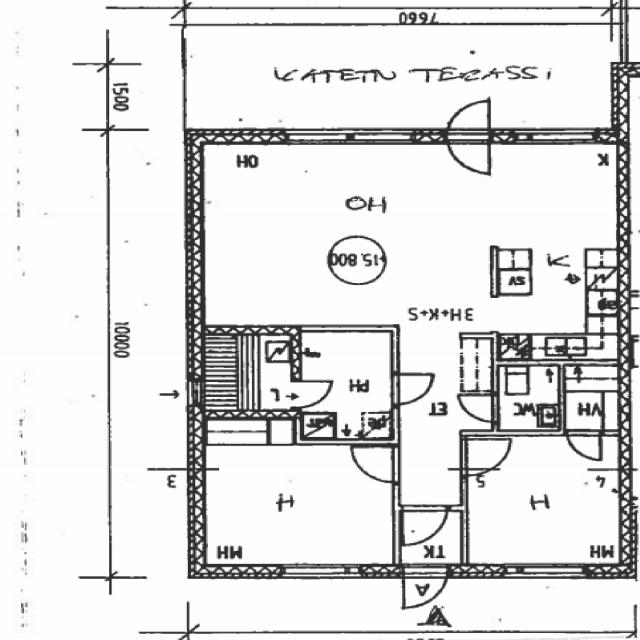 7660
KATETTU TERASSI
1500
OH
K
OH
+15.800
SV
K
3H+K+S
10000
L
PH
ET
WC
VH
3
H
5
H
4
MH
TK
MH
A